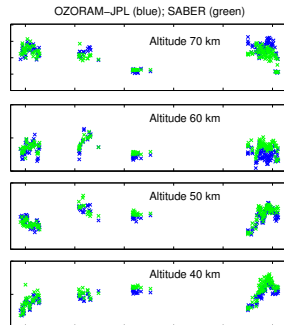 OZORAM−JPL (blue); SABER (green)
Altitude 70 km
Altitude 60 km
Altitude 50 km
Altitude 40 km